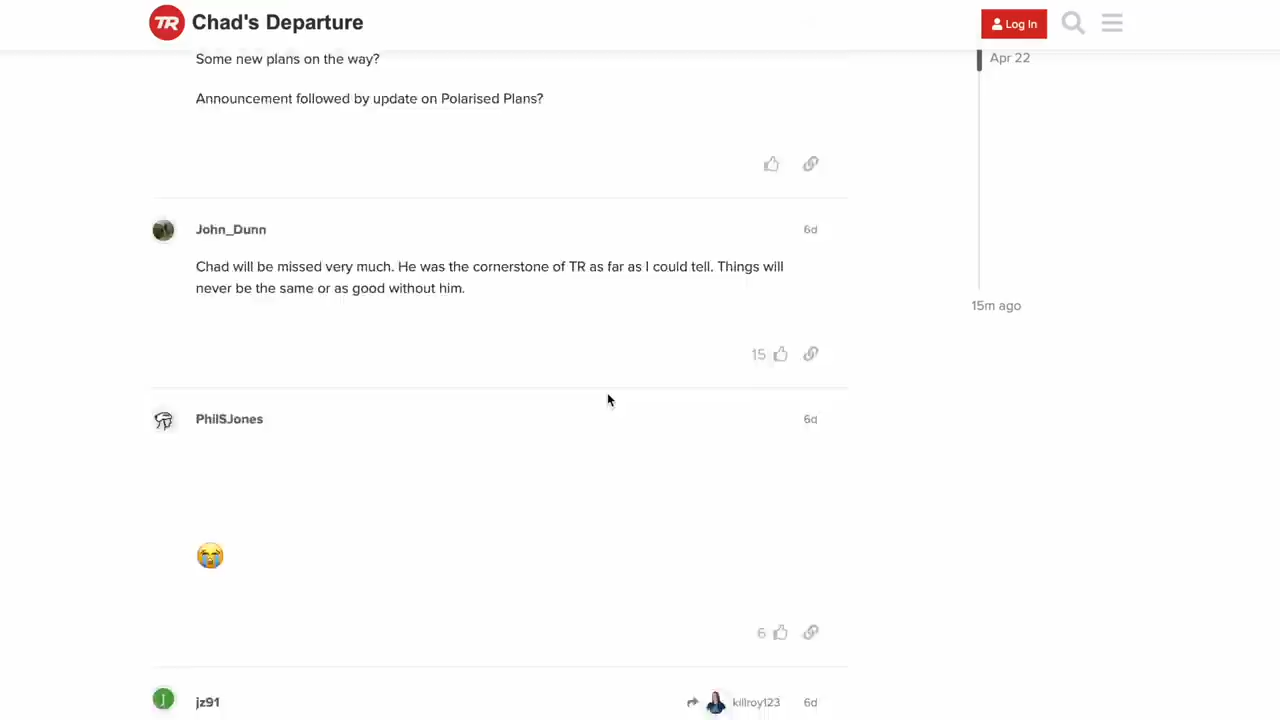 TR Chad's Departure
Log In
Some new plans on the way?
Apr 22
Announcement followed by update on Polarised Plans?
John_Dunn
6d
Chad will be missed very much. He was the cornerstone of TR as far as I could tell. Things will
never be the same or as good without him.
15m ago
15
PhilSJones
6d
6
J jz91
killroy123 6d